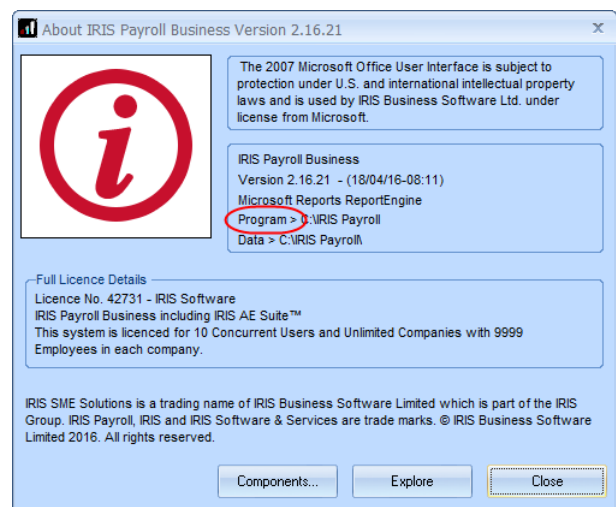 About IRIS Payroll Business Version 2.16.21
The 2007 Microsoft Office User Interface is subject to
protection under U.S. and international intellectual property
laws and is used by IRIS Business Software Ltd. under
license from Microsoft.
IRIS Payroll Business
Version 2.16.21 - (18/04/16-08:11)
Microsoft Reports ReportEngine
Program > C:\IRIS Payroll
Data > C:\IRIS Payroll\
Full Licence Details
Licence No. 42731 - IRIS Software
IRIS Payroll Business including IRIS AE Suite™
This system is licenced for 10 Concurrent Users and Unlimited Companies with 9999
Employees in each company.
IRIS SME Solutions is a trading name of IRIS Business Software Limited which is part of the IRIS
Group. IRIS Payroll, IRIS and IRIS Software & Services are trade marks. © IRIS Business Software
Limited 2016. All rights reserved.
Components... Explore Close